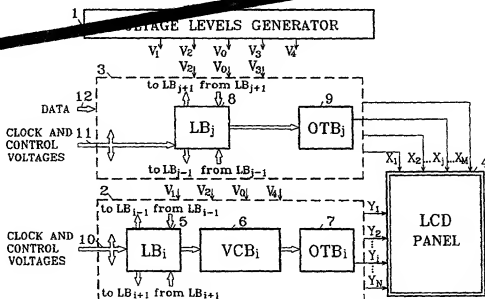 1 GENERATOR
V1 V2 V0 V3 V4
V2 V0 V3
3
to LBj+1 from LBj+1
12 8 9
DATA
LBj OTBj
11
CLOCK AND
CONTROL
VOLTAGES
to LBj-1 from LBj-1
X1 X2 ... Xj ... XM 4
V1 V2 V0 V4
2
to LBi-1 from LBi-1
5 6 7
CLOCK AND
CONTROL
VOLTAGES
10
LBi VCBi OTBi
to LBi+1 from LBi+1
Y1
Y2
Yi
YN
LCD
PANEL